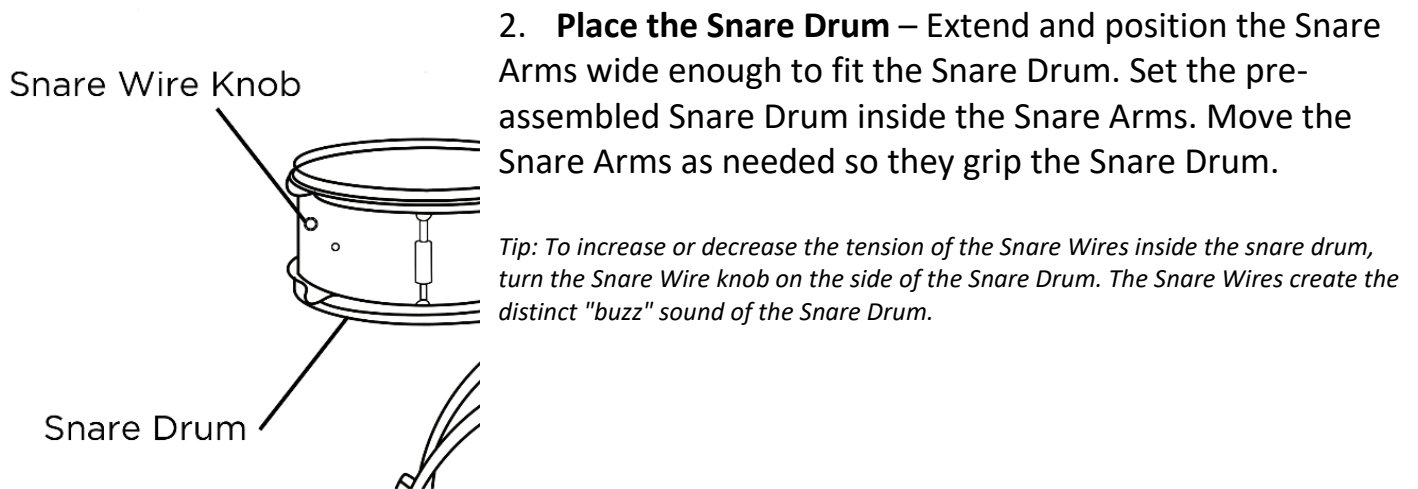 2. Place the Snare Drum – Extend and position the Snare
Arms wide enough to fit the Snare Drum. Set the pre-
assembled Snare Drum inside the Snare Arms. Move the
Snare Arms as needed so they grip the Snare Drum.
Tip: To increase or decrease the tension of the Snare Wires inside the snare drum,
turn the Snare Wire knob on the side of the Snare Drum. The Snare Wires create the
distinct "buzz" sound of the Snare Drum.
Snare Wire Knob
Snare Drum